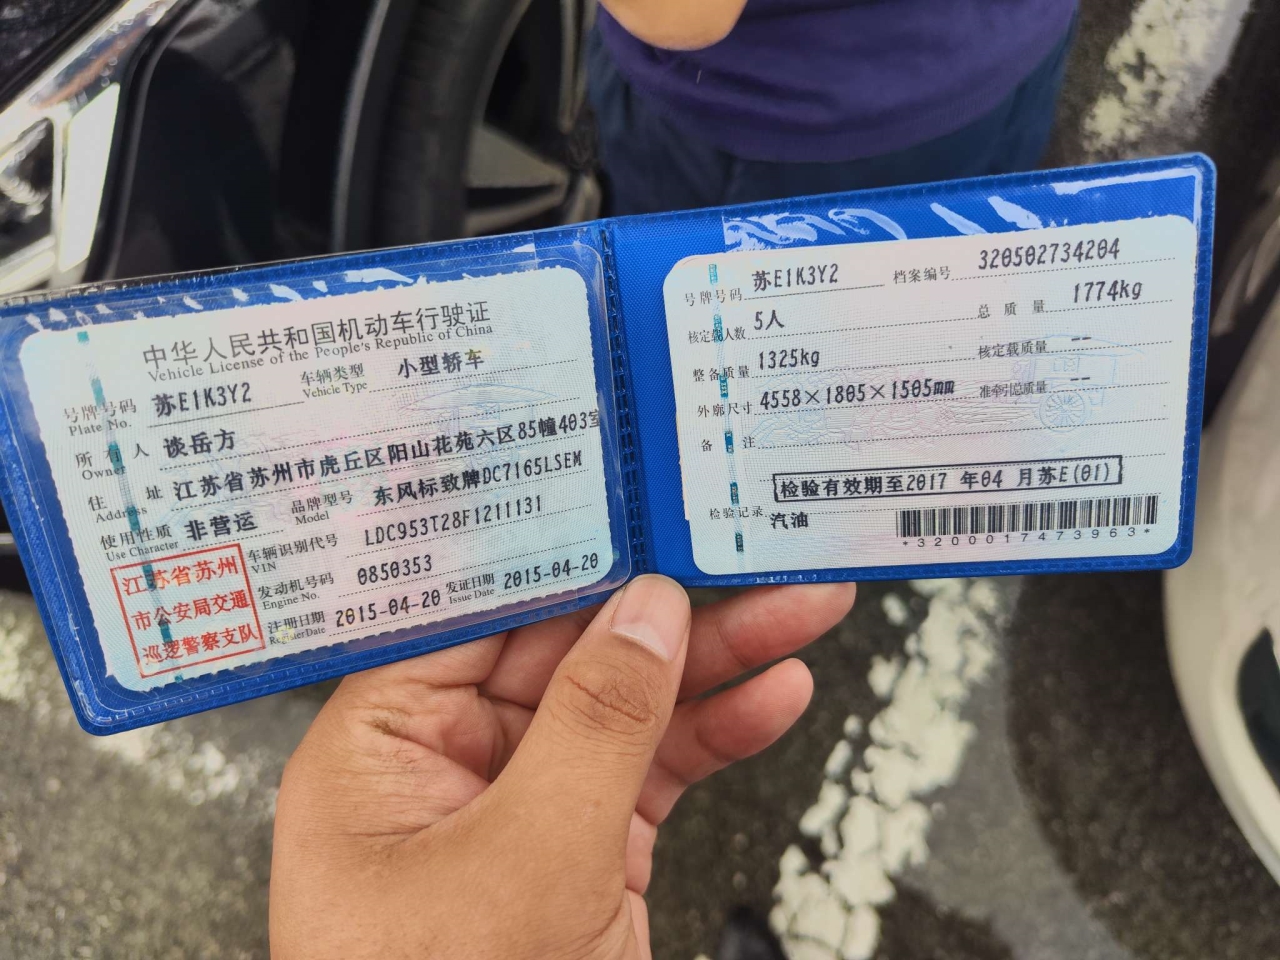 中华人民共和国机动车行驶证
Vehicle License of the People's Republic of China
号牌号码 苏E1K3Y2 车辆类型 小型轿车
Plate No. Vehicle Type
所有人 谈岳方
Owner
住址 江苏省苏州市虎丘区阳山花苑六区85幢403室
Address
使用性质 非营运 品牌型号 东风标致牌DC7165LSEM
Use Character Model
江苏省苏州
市公安局交通
巡逻警察支队
车辆识别代号 LDC953T28F1211131
VIN
发动机号码 0850353
Engine No.
注册日期 2015-04-20 发证日期 2015-04-20
Register Date Issue Date
号牌号码 苏E1K3Y2 档案编号 320502734204
核定载人数 5人 总质量 1774kg
整备质量 1325kg 核定载质量 --
外廓尺寸 4558×1805×1505mm 准牵引总质量 --
备注
检验有效期至2017 年04 月苏E(01)
检验记录 汽油
*3200017473963*